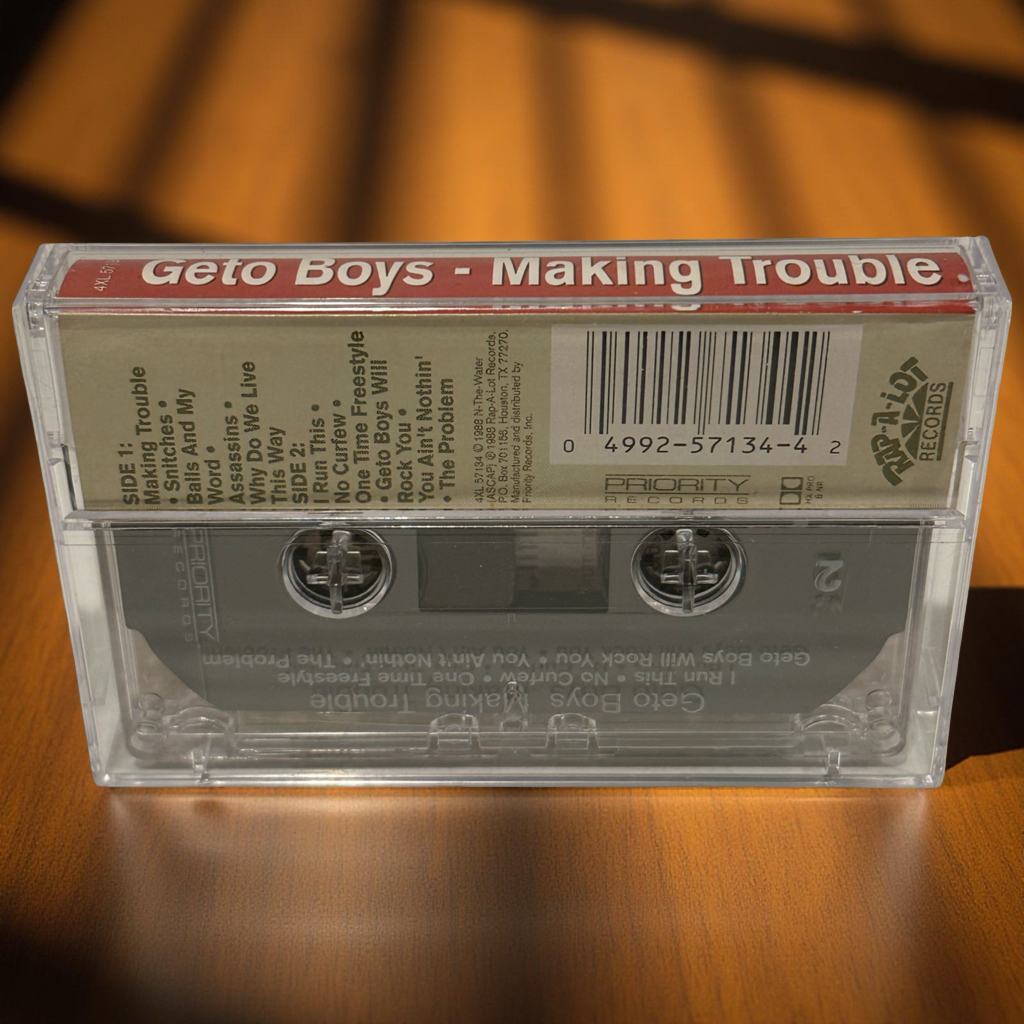 4XL 571
Geto Boys - Making Trouble
SIDE 1:
Making Trouble
• Snitches •
Balls And My
Word •
Assassins •
Why Do We Live
This Way
SIDE 2:
I Run This •
No Curfew •
One Time Freestyle
• Geto Boys Will
Rock You •
You Ain't Nothin'
• The Problem
4XL 57134 © 1988 N-The-Water
(ASCAP) ℗ 1988 Rap-A-Lot Records,
P.O. Box 701156, Houston, TX 77270.
Manufactured and distributed by
Priority Records, Inc.
0 4992-57134-4 2
PRIORITY
RECORDS
RAP-A-LOT
RECORDS
PRIORITY
RECORDS
2
Geto Boys Making Trouble
I Run This • No Curfew • One Time Freestyle
Geto Boys Will Rock You • You Ain't Nothin' • The Problem